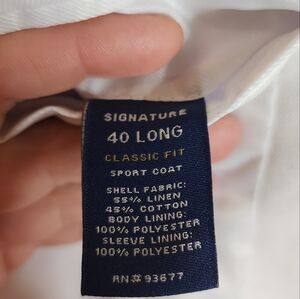 SIGNATURE
40 LONG
CLASSIC FIT
SPORT COAT
SHELL FABRIC:
55% LINEN
45% COTTON
BODY LINING:
100% POLYESTER
SLEEVE LINING:
100% POLYESTER
RN# 93677